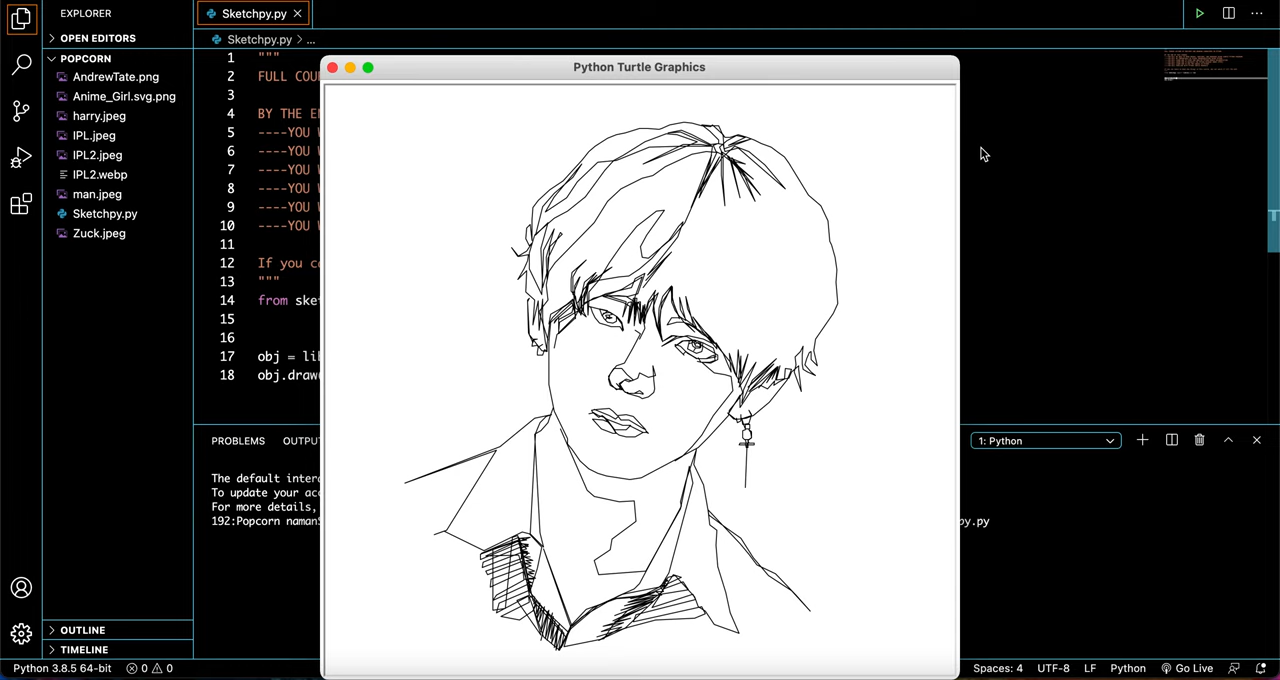 EXPLORER
OPEN EDITORS
POPCORN
AndrewTate.png
Anime_Girl.svg.png
harry.jpeg
IPL.jpeg
IPL2.jpeg
IPL2.webp
man.jpeg
Sketchpy.py
Zuck.jpeg
OUTLINE
TIMELINE
Sketchpy.py
Sketchpy.py > ...
1 """
2 FULL COU
3
4 BY THE E
5 ----YOU W
6 ----YOU W
7 ----YOU W
8 ----YOU W
9 ----YOU W
10 ----YOU W
11
12 If you c
13 """
14 from sket
15
16
17 obj = li
18 obj.draw
Python Turtle Graphics
PROBLEMS OUTPU
1: Python
The default inter
To update your acc
For more details,
192:Popcorn naman
py.py
Python 3.8.5 64-bit 0 0 Spaces: 4 UTF-8 LF Python Go Live